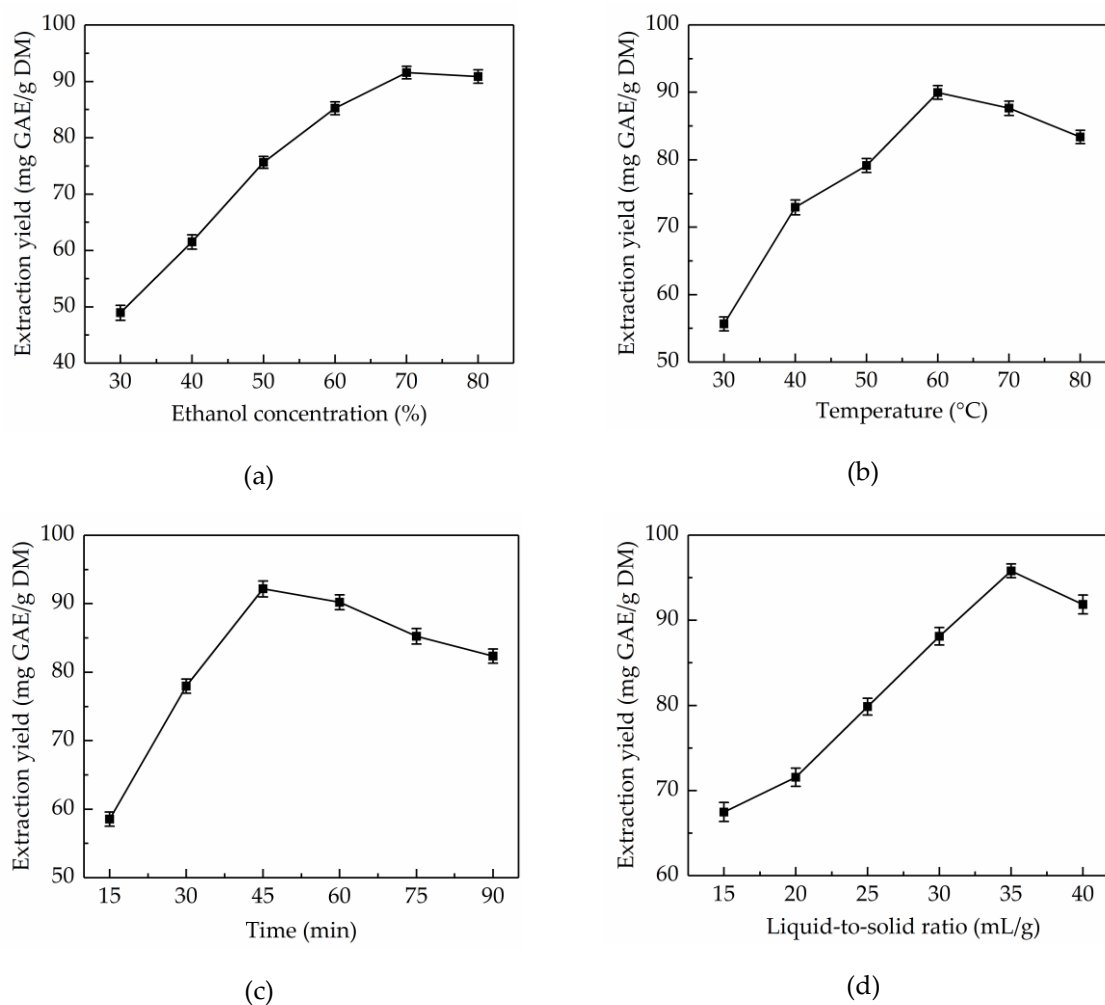 Extraction yield (mg GAE/g DM)
100
90
80
70
60
50
40
30 40 50 60 70 80
Ethanol concentration (%)
(a)
Extraction yield (mg GAE/g DM)
100
90
80
70
60
50
30 40 50 60 70 80
Temperature (°C)
(b)
Extraction yield (mg GAE/g DM)
100
90
80
70
60
50
15 30 45 60 75 90
Time (min)
(c)
Extraction yield (mg GAE/g DM)
100
90
80
70
60
15 20 25 30 35 40
Liquid-to-solid ratio (mL/g)
(d)